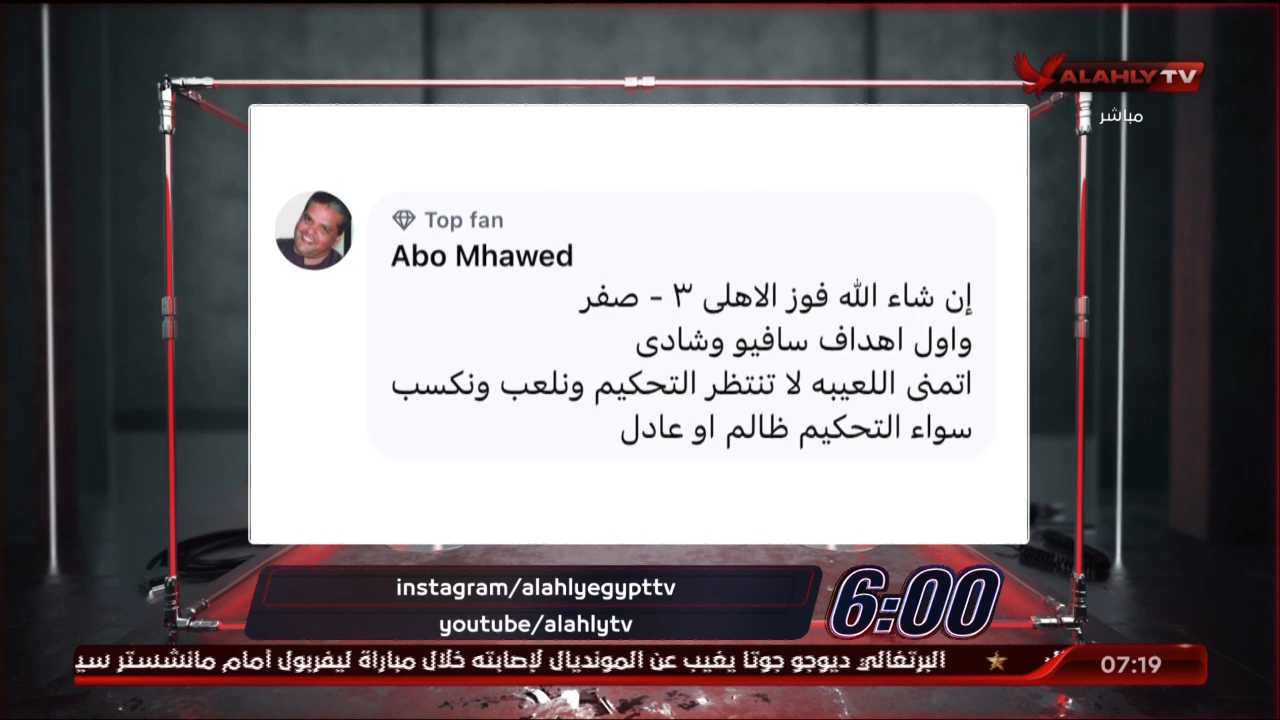 ALAHLY TV
مباشر
Top fan
Abo Mhawed
إن شاء الله فوز الاهلى ٣ - صفر
واول اهداف سافيو وشادى
اتمنى اللعيبه لا تنتظر التحكيم ونلعب ونكسب
سواء التحكيم ظالم او عادل
instagram/alahlyegypttv
youtube/alahlytv
6:00
البرتغالي ديوجو جوتا يغيب عن المونديال لإصابته خلال مباراة ليفربول أمام مانشستر
07:19